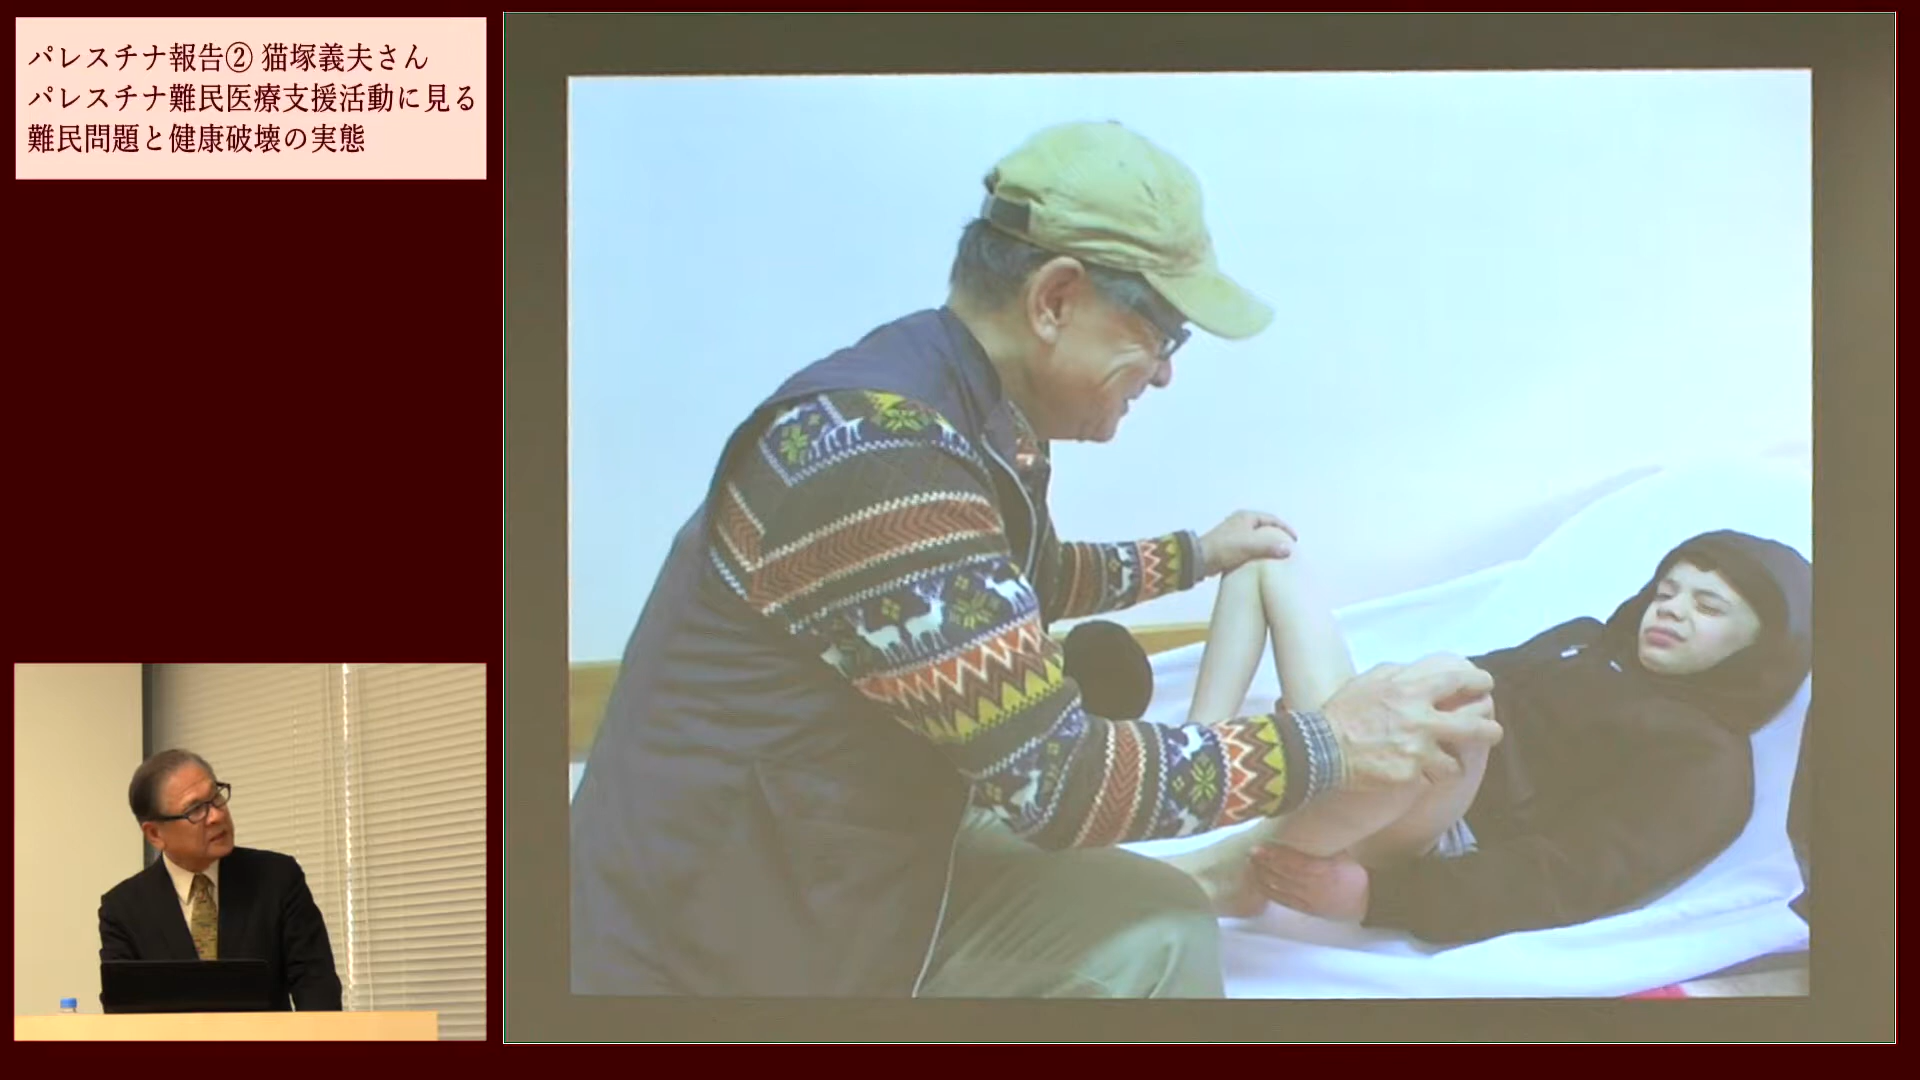 パレスチナ報告② 猫塚義夫さん
パレスチナ難民医療支援活動に見る
難民問題と健康破壊の実態